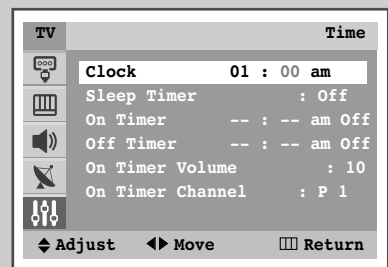 TV Time
Clock 01 : 00 am
Sleep Timer : Off
On Timer -- : -- am Off
Off Timer -- : -- am Off
On Timer Volume : 10
On Timer Channel : P 1
Adjust Move Return